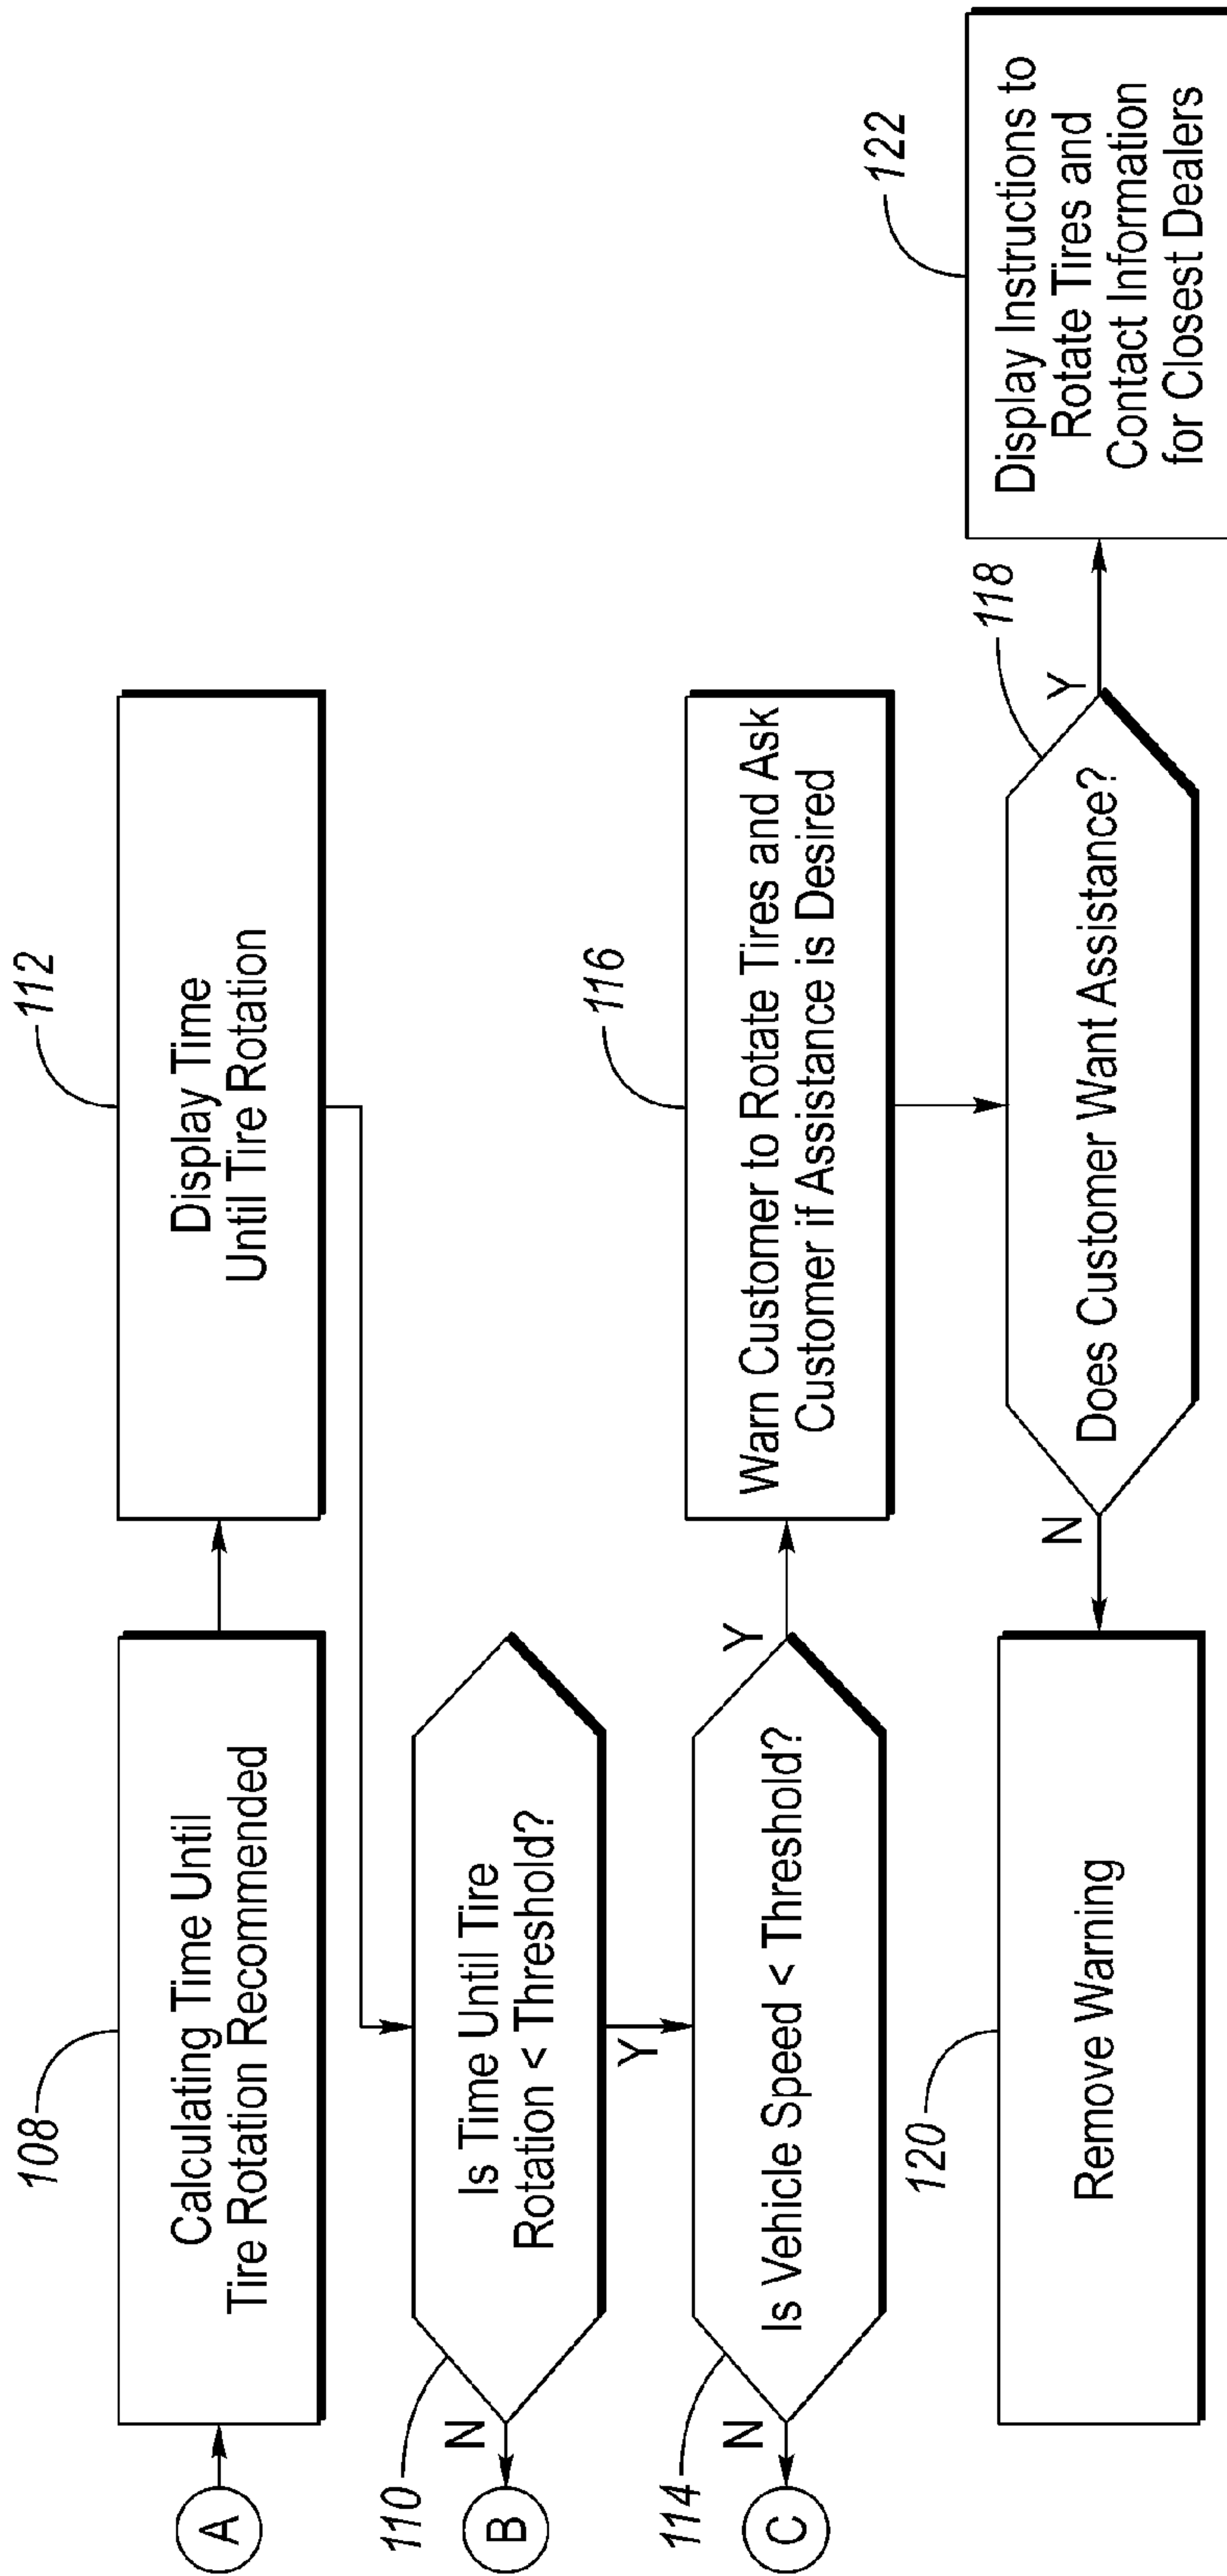 A
108
Calculating Time Until
Tire Rotation Recommended
112
Display Time
Until Tire Rotation
110
Is Time Until Tire
Rotation < Threshold?
N
B
Y
114
Is Vehicle Speed < Threshold?
N
C
Y
116
Warn Customer to Rotate Tires and Ask
Customer if Assistance is Desired
118
Does Customer Want Assistance?
N
Y
120
Remove Warning
122
Display Instructions to
Rotate Tires and
Contact Information
for Closest Dealers